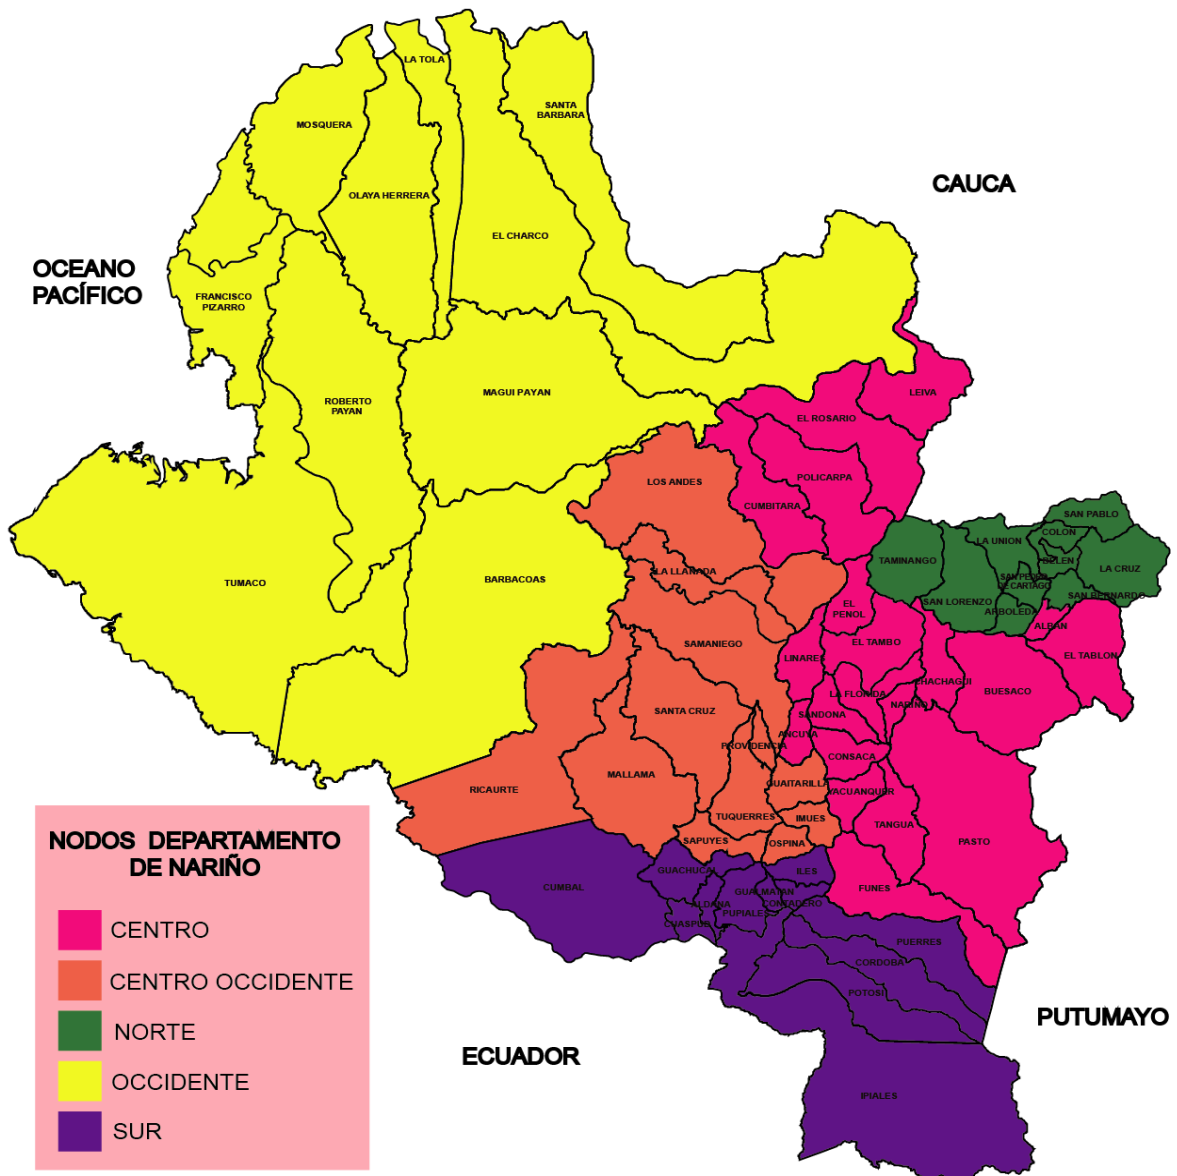 LA TOLA
SANTA
BARBARA
MOSQUERA
CAUCA
OLAYA HERRERA
EL CHARCO
OCEANO
PACÍFICO
FRANCISCO
PIZARRO
MAGUI PAYAN
LEIVA
ROBERTO
PAYAN
EL ROSARIO
LOS ANDES
POLICARPA
CUMBITARA
SAN PABLO
COLON
LA UNION
TAMINANGO
BELEN
LA CRUZ
LA LLANADA
TUMACO
BARBACOAS
SAN PEDRO
DE CARTAGO
SAN BERNARDO
SAN LORENZO
EL
PENOL
ARBOLEDA
ALBAN
SAMANIEGO
EL TAMBO
EL TABLON
LINARES
CHACHAGUI
BUESACO
LA FLORIDA
NARIÑO
SANTA CRUZ
SANDONA
ANCUYA
PROVIDENCIA
CONSACA
MALLAMA
GUAITARILLA
RICAURTE
YACUANQUER
TUQUERRES
IMUES
TANGUA
SAPUYES
OSPINA
PASTO
GUACHUCAL
ILES
CUMBAL
GUALMATAN
FUNES
ALDANA
CONTADERO
PUPIALES
CUASPUD
PUERRES
CORDOBA
POTOSI
PUTUMAYO
ECUADOR
IPIALES
NODOS DEPARTAMENTO
DE NARIÑO
CENTRO
CENTRO OCCIDENTE
NORTE
OCCIDENTE
SUR